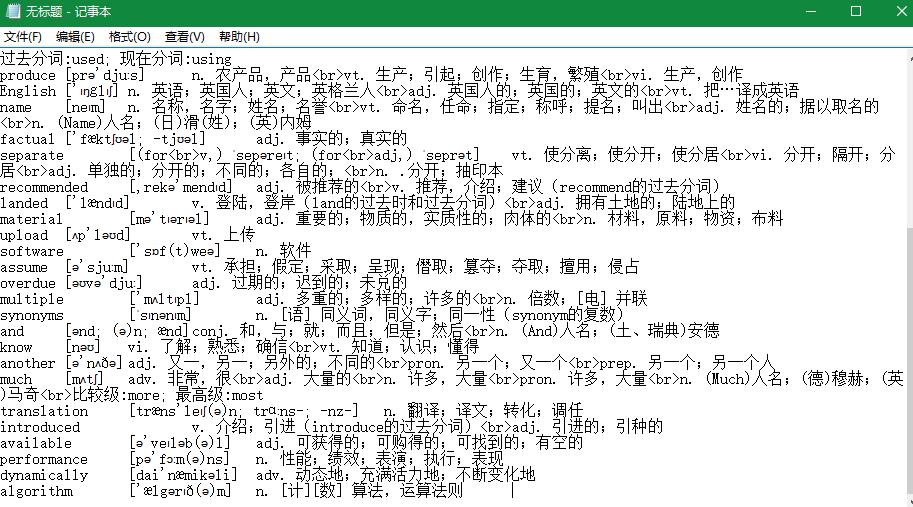 无标题 - 记事本
文件(F) 编辑(E) 格式(O) 查看(V) 帮助(H)
过去分词:used; 现在分词:using
produce [prə'djuːs] n. 农产品，产品<br>vt. 生产；引起；创作；生育，繁殖<br>vi. 生产，创作
English ['ɪŋglɪʃ] n. 英语；英国人；英文；英格兰人<br>adj. 英国人的；英国的；英文的<br>vt. 把…译成英语
name [neɪm] n. 名称，名字；姓名；名誉<br>vt. 命名，任命；指定；称呼；提名；叫出<br>adj. 姓名的；据以取名的
<br>n. (Name)人名；(日)滑(姓)；(英)内姆
factual ['fæktʃʊəl; -tjʊəl] adj. 事实的；真实的
separate [(for<br>v,) ˈsepəreɪt; (for<br>adj,) ˈseprət] vt. 使分离；使分开；使分居<br>vi. 分开；隔开；分
居<br>adj. 单独的；分开的；不同的；各自的；<br>n. .分开；抽印本
recommended [ˌrekə'mendɪd] adj. 被推荐的<br>v. 推荐，介绍；建议（recommend的过去分词）
landed ['lændɪd] v. 登陆，登岸（land的过去时和过去分词）<br>adj. 拥有土地的；陆地上的
material [mə'tɪərɪəl] adj. 重要的；物质的，实质性的；肉体的<br>n. 材料，原料；物资；布料
upload [ʌp'ləʊd] vt. 上传
software ['sɒf(t)weə] n. 软件
assume [ə'sjuːm] vt. 承担；假定；采取；呈现；僭取；篡夺；夺取；擅用；侵占
overdue [əʊvə'djuː] adj. 过期的；迟到的；未兑的
multiple ['mʌltɪpl] adj. 多重的；多样的；许多的<br>n. 倍数；[电] 并联
synonyms [ˈsɪnənɪm] n. [语] 同义词，同义字；同一性（synonym的复数）
and [ənd; (ə)n; ænd] conj. 和，与；就；而且；但是；然后<br>n. (And)人名；(土、瑞典)安德
know [nəʊ] vi. 了解；熟悉；确信<br>vt. 知道；认识；懂得
another [ə'nʌðə] adj. 又一，另一；另外的；不同的<br>pron. 另一个；又一个<br>prep. 另一个；另一个人
much [mʌtʃ] adv. 非常，很<br>adj. 大量的<br>n. 许多，大量<br>pron. 许多，大量<br>n. (Much)人名；(德)穆赫；(英
)马奇<br>比较级:more; 最高级:most
translation [træns'leɪʃ(ə)n; trɑːns-; -nz-] n. 翻译；译文；转化；调任
introduced v. 介绍；引进（introduce的过去分词）<br>adj. 引进的；引种的
available [ə'veɪləb(ə)l] adj. 可获得的；可购得的；可找到的；有空的
performance [pə'fɔːm(ə)ns] n. 性能；绩效；表演；执行；表现
dynamically [dai'næmikəli] adv. 动态地；充满活力地；不断变化地
algorithm ['ælgərɪð(ə)m] n. [计][数] 算法，运算法则